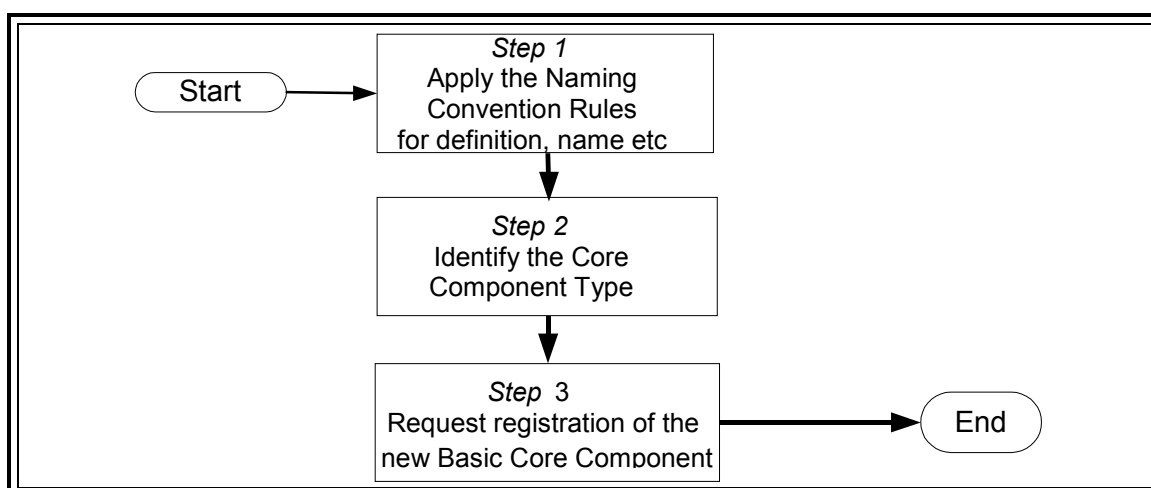 Start
Step 1
Apply the Naming
Convention Rules
for definition, name etc
Step 2
Identify the Core
Component Type
Step 3
Request registration of the
new Basic Core Component
End